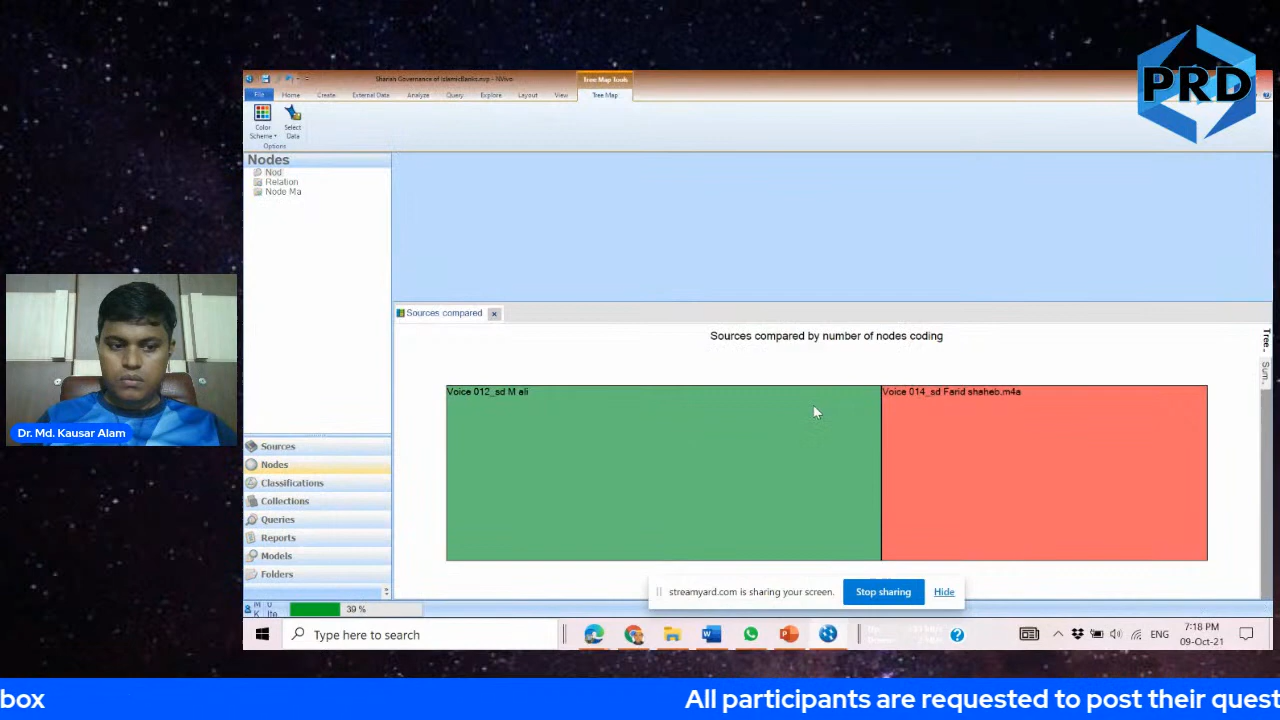 PRD
Shariah Governance of IslamicBanks.nvp - NVivo
Tree Map Tools
File Home Create External Data Analyze Query Explore Layout View Tree Map
Color Scheme
Select Data
Options
Nodes
Nod
Relation
Node Ma
Sources compared
Sources compared by number of nodes coding
Tree
Sum
Voice 012_sd M ali
Voice 014_sd Farid shaheb.m4a
Dr. Md. Kausar Alam
Sources
Nodes
Classifications
Collections
Queries
Reports
Models
Folders
streamyard.com is sharing your screen. Stop sharing Hide
39 %
Type here to search
ENG
7:18 PM
09-Oct-21
box All participants are requested to post their quest